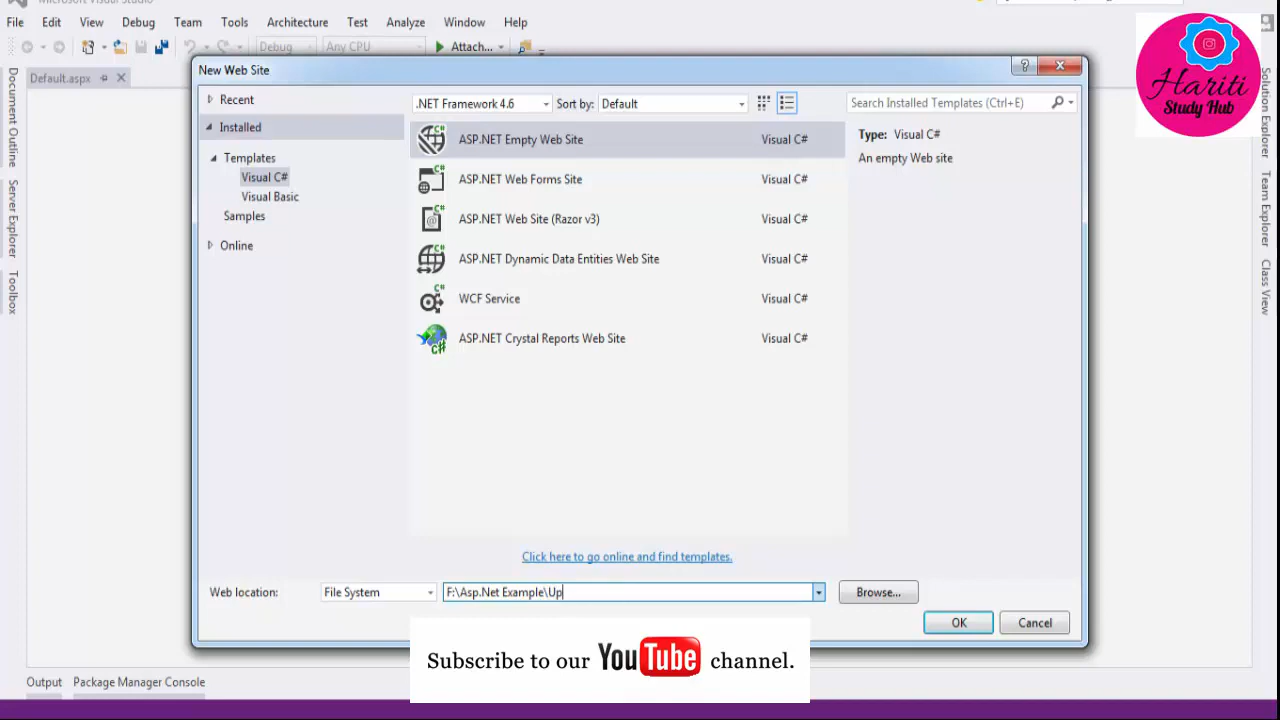 File Edit View Debug Team Tools Architecture Test Analyze Window Help
Debug Any CPU Attach...
Default.aspx
Document Outline
Server Explorer
Toolbox
New Web Site
Recent
Installed
Templates
Visual C#
Visual Basic
Samples
Online
.NET Framework 4.6 Sort by: Default
Search Installed Templates (Ctrl+E)
ASP.NET Empty Web Site Visual C#
ASP.NET Web Forms Site Visual C#
ASP.NET Web Site (Razor v3) Visual C#
ASP.NET Dynamic Data Entities Web Site Visual C#
WCF Service Visual C#
ASP.NET Crystal Reports Web Site Visual C#
Type: Visual C#
An empty Web site
Click here to go online and find templates.
Web location: File System F:\Asp.Net Example\Up Browse...
OK Cancel
Hariti
Study Hub
Solution Explorer
Team Explorer
Class View
Subscribe to our YouTube channel.
Output Package Manager Console